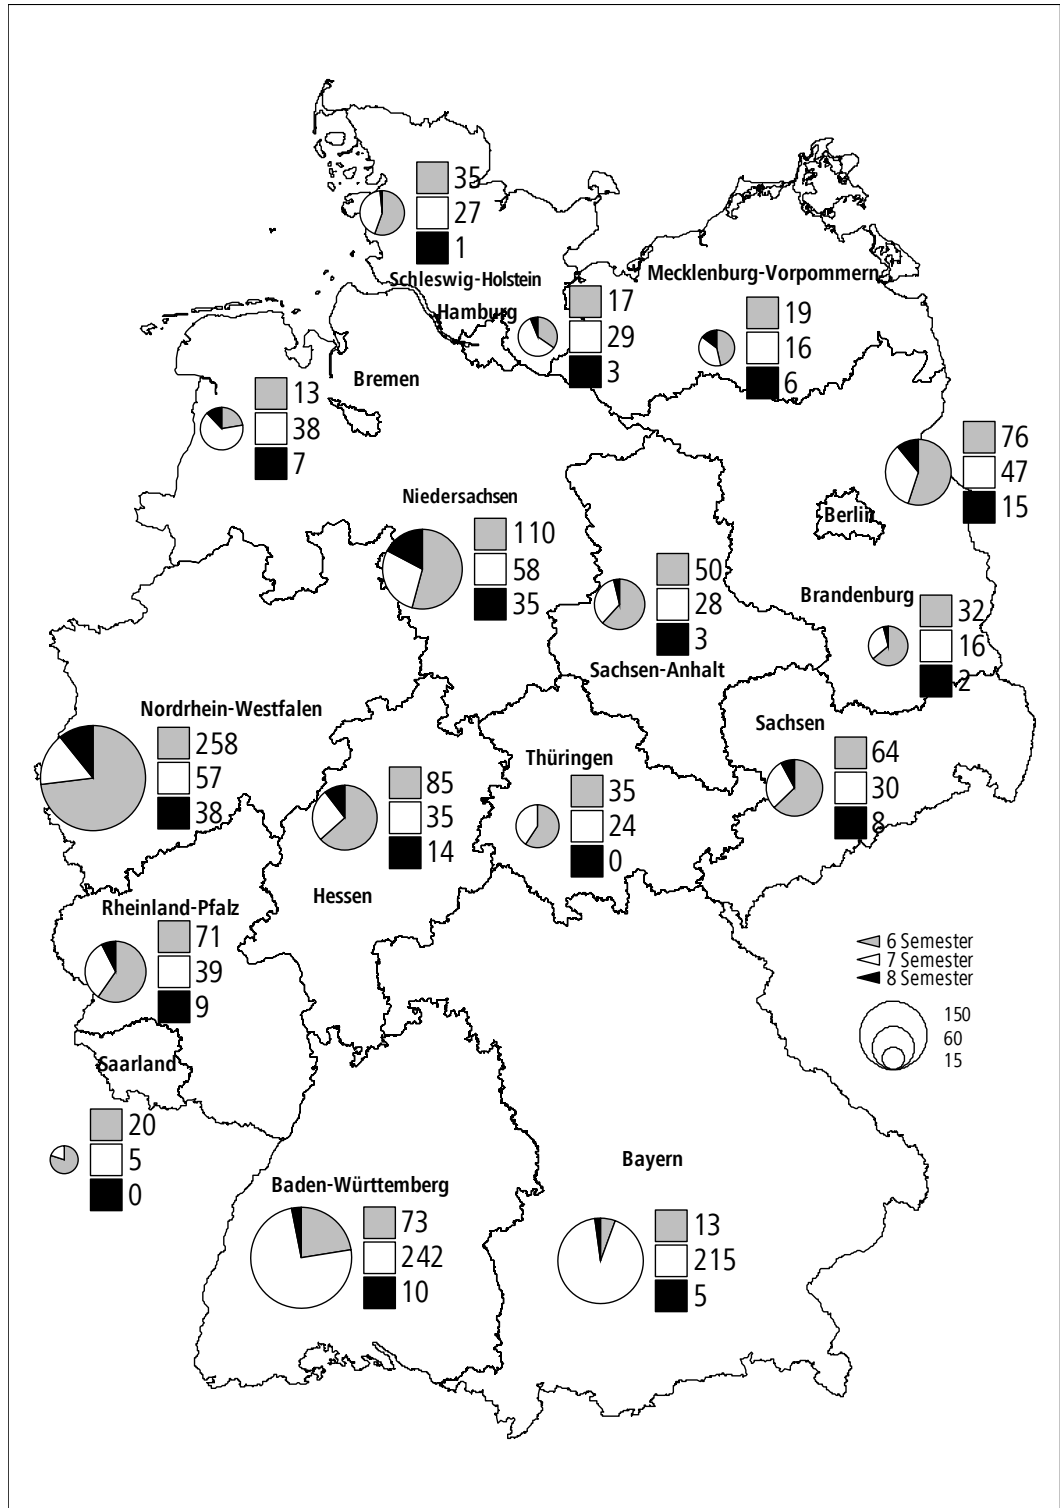 35
27
1
Schleswig-Holstein
Mecklenburg-Vorpommern
Hamburg
17
29
3
19
16
6
Bremen
13
38
7
76
47
15
Niedersachsen
110
58
35
Berlin
50
28
3
Sachsen-Anhalt
Brandenburg
32
16
2
Nordrhein-Westfalen
258
57
38
Sachsen
64
30
8
Thüringen
35
24
0
85
35
14
Hessen
Rheinland-Pfalz
71
39
9
6 Semester
7 Semester
8 Semester
150
60
15
Saarland
20
5
0
Baden-Württemberg
73
242
10
Bayern
13
215
5